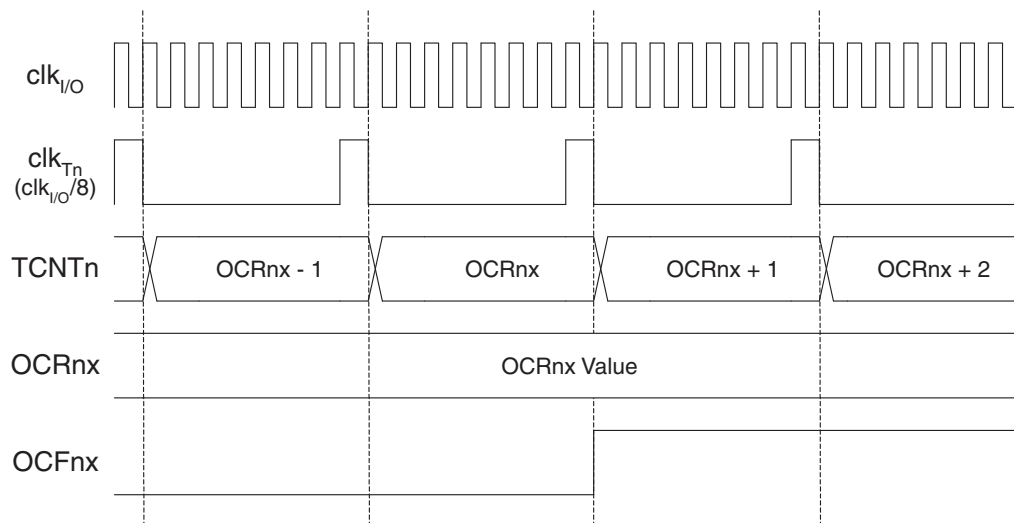 clkI/O
clkTn
(clkI/O/8)
TCNTn
OCRnx - 1
OCRnx
OCRnx + 1
OCRnx + 2
OCRnx
OCRnx Value
OCFnx